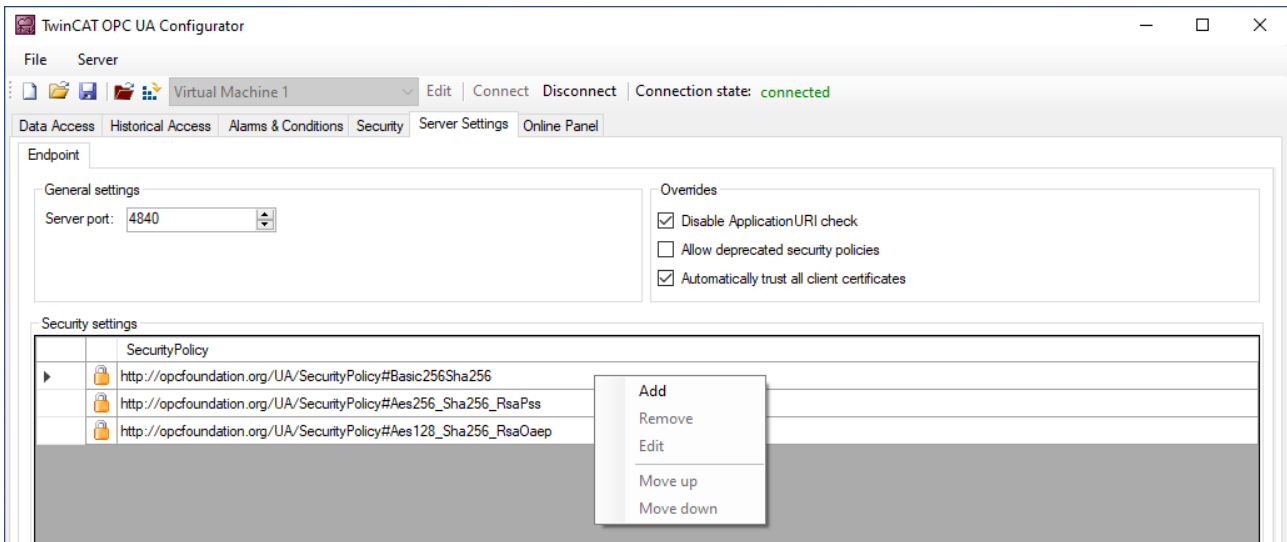 TwinCAT OPC UA Configurator
File Server
Virtual Machine 1 Edit Connect Disconnect Connection state: connected
Data Access Historical Access Alarms & Conditions Security Server Settings Online Panel
Endpoint
General settings
Server port: 4840
Overrides
Disable ApplicationURI check
Allow deprecated security policies
Automatically trust all client certificates
Security settings
SecurityPolicy
http://opcfoundation.org/UA/SecurityPolicy#Basic256Sha256
http://opcfoundation.org/UA/SecurityPolicy#Aes256_Sha256_RsaPss
http://opcfoundation.org/UA/SecurityPolicy#Aes128_Sha256_RsaOaep
Add
Remove
Edit
Move up
Move down